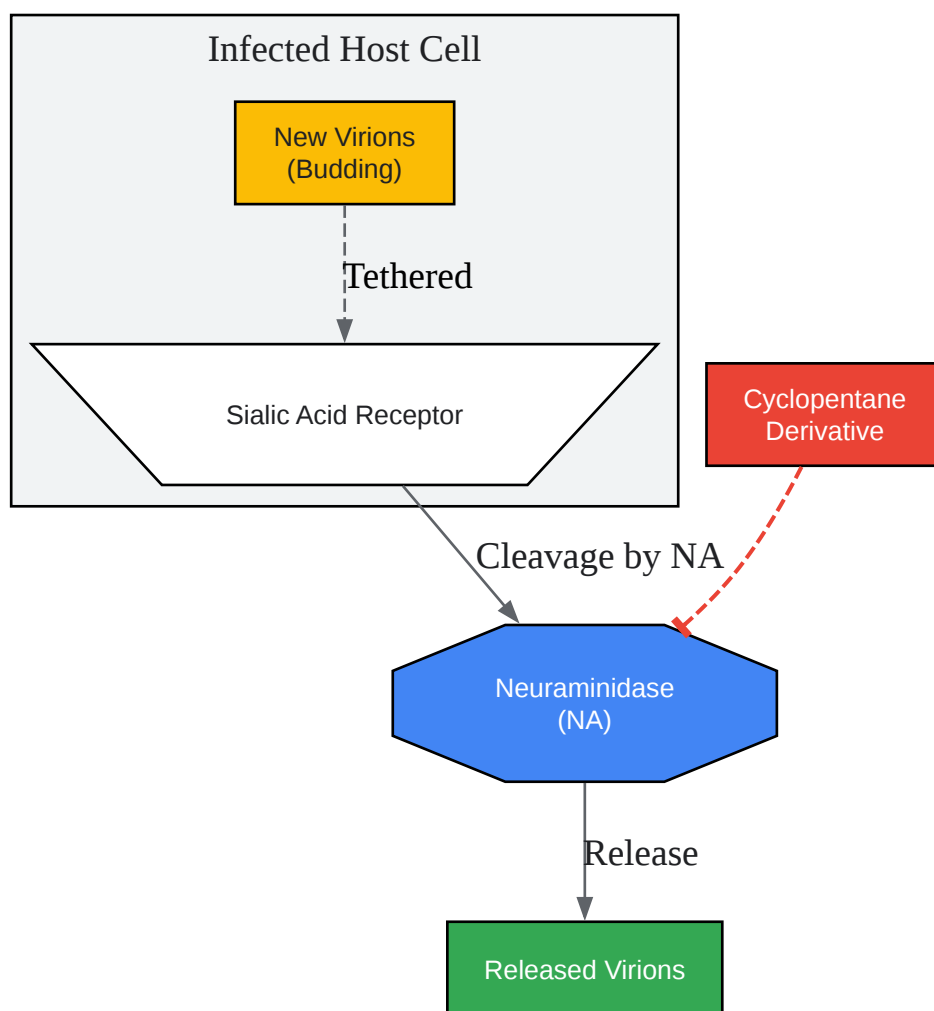 Infected Host Cell
New Virions
(Budding)
Tethered
Sialic Acid Receptor
Cyclopentane
Derivative
Cleavage by NA
Neuraminidase
(NA)
Release
Released Virions